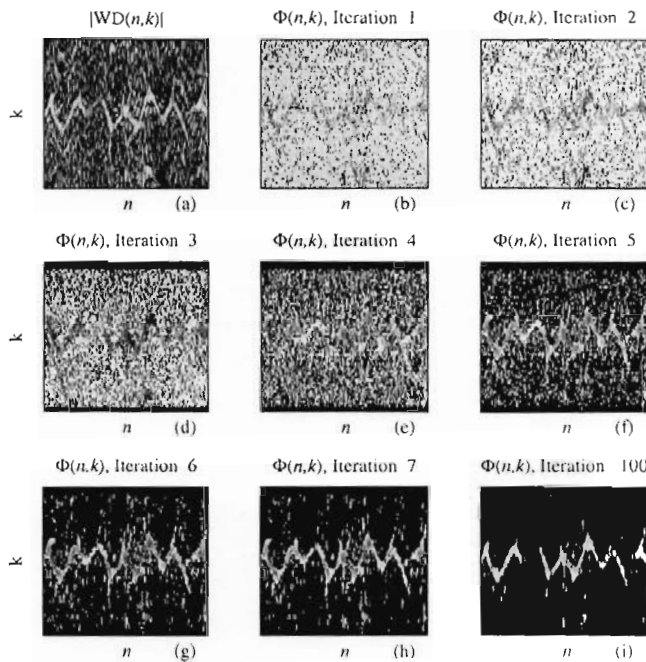 |WD(n,k)| Φ(n,k), Iteration 1 Φ(n,k), Iteration 2
k
n (a) n (b) n (c)
Φ(n,k), Iteration 3 Φ(n,k), Iteration 4 Φ(n,k), Iteration 5
k
n (d) n (e) n (f)
Φ(n,k), Iteration 6 Φ(n,k), Iteration 7 Φ(n,k), Iteration 100
k
n (g) n (h) n (i)